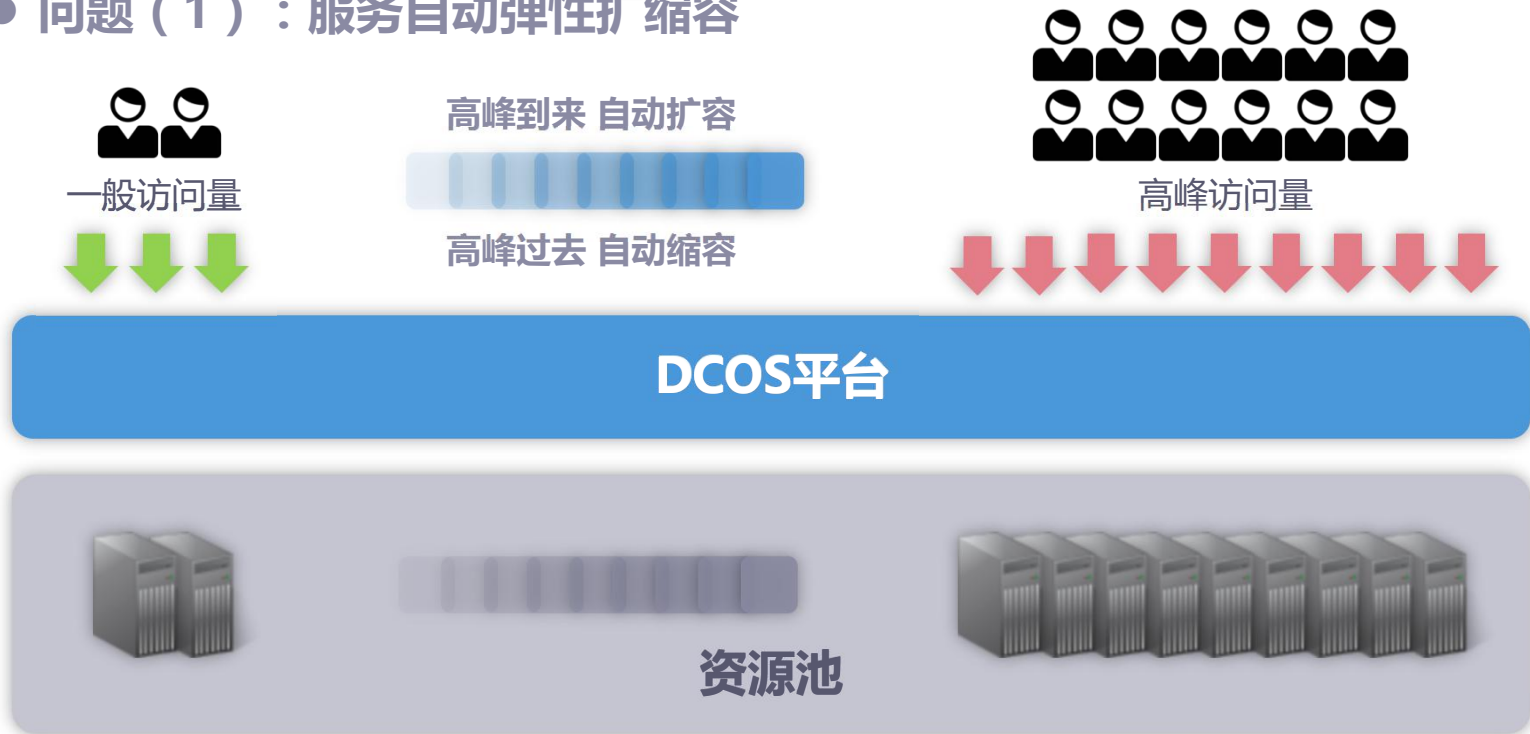 问题（1）：服务自动弹性扩缩容
高峰到来 自动扩容
一般访问量
高峰访问量
高峰过去 自动缩容
DCOS平台
资源池